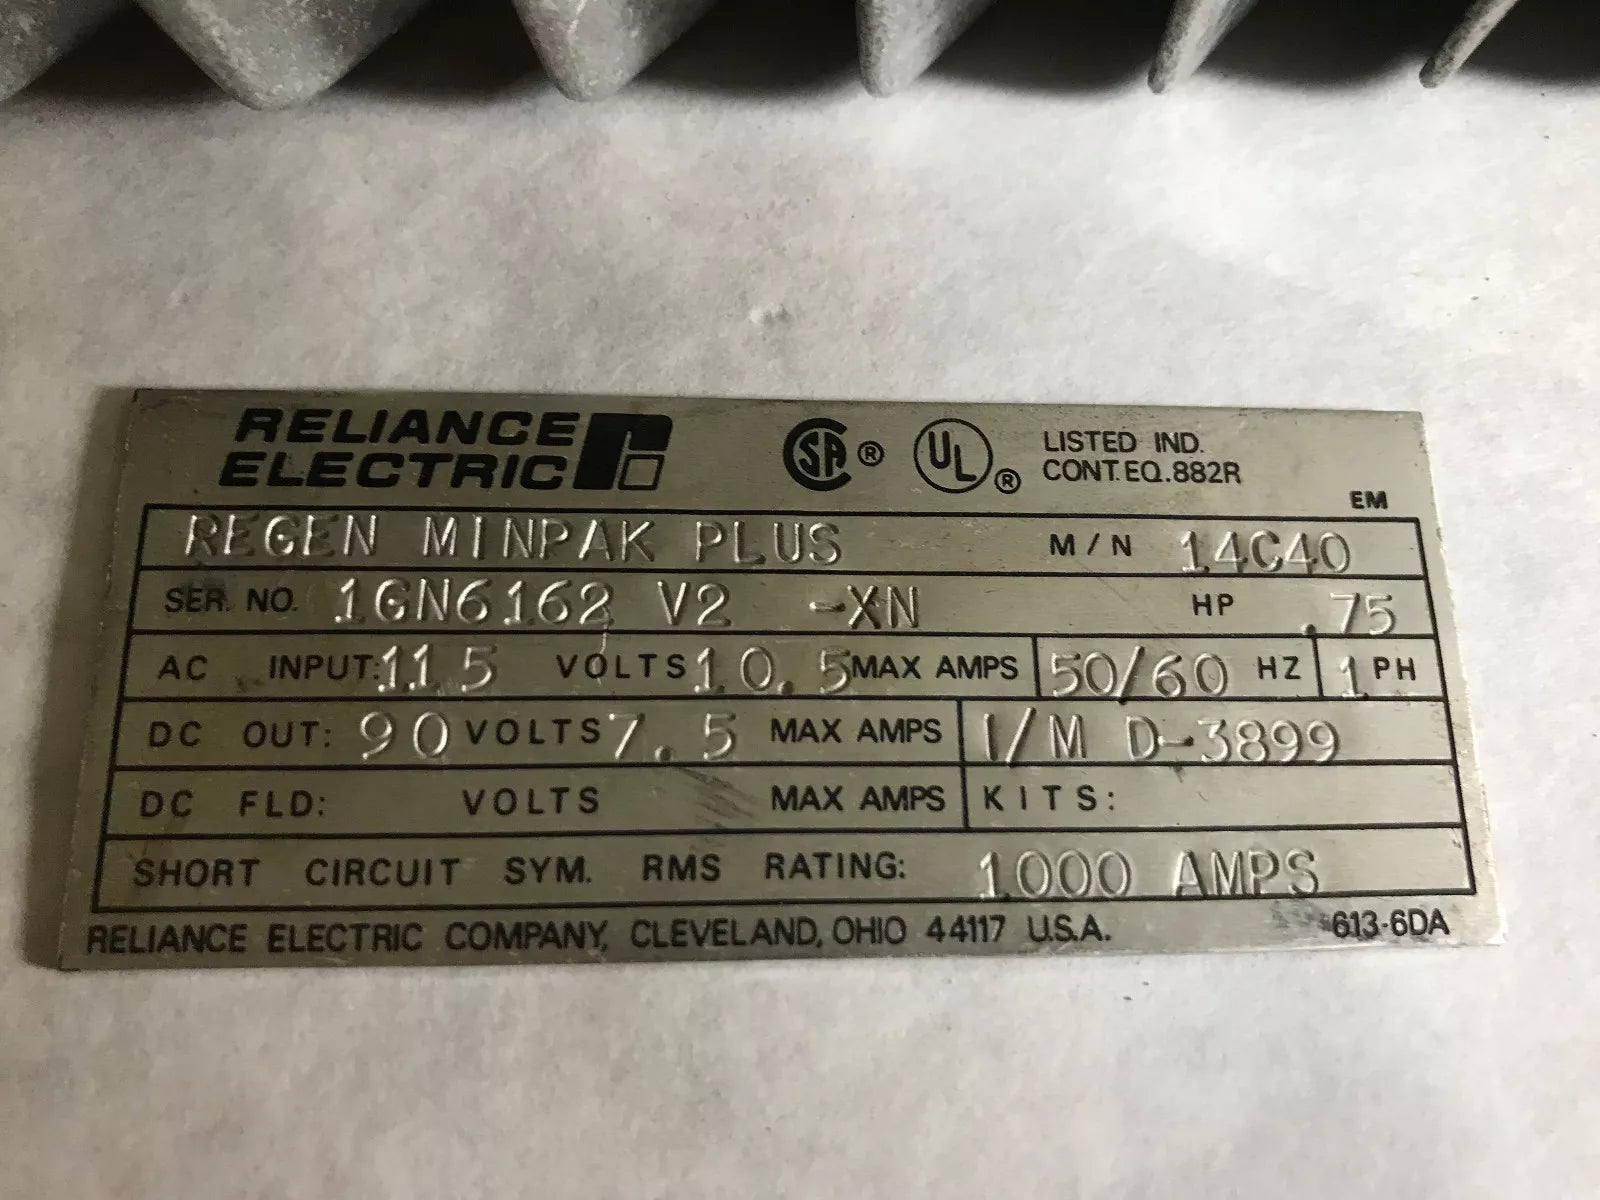 RELIANCE
ELECTRIC
SA ® UL ® LISTED IND.
CONT. EQ. 882R
EM
REGEN MINPAK PLUS M/N 14C40
SER. NO. 1GN6162 V2 -XN HP .75
AC INPUT: 115 VOLTS 10.5 MAX AMPS 50/60 HZ 1 PH
DC OUT: 90 VOLTS 7.5 MAX AMPS I/M D-3899
DC FLD: VOLTS MAX AMPS KITS:
SHORT CIRCUIT SYM. RMS RATING: 1000 AMPS
RELIANCE ELECTRIC COMPANY, CLEVELAND, OHIO 44117 U.S.A. 613-6DA